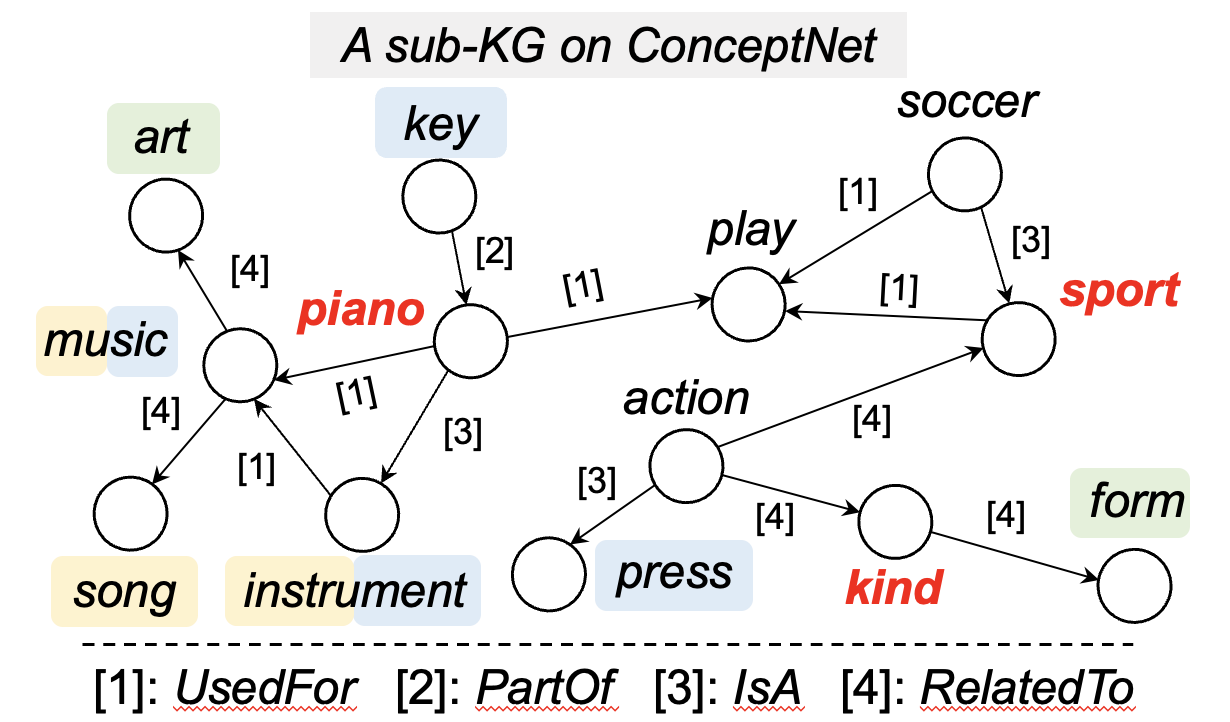 A sub-KG on ConceptNet
soccer
key
art
[1]
play
[3]
[2]
[4]
[1]
[1]
sport
piano
music
[1]
action
[4]
[3]
[4]
[1]
[3]
[4]
[4]
form
press
kind
song
instrument
[1]: UsedFor [2]: PartOf [3]: IsA [4]: RelatedTo